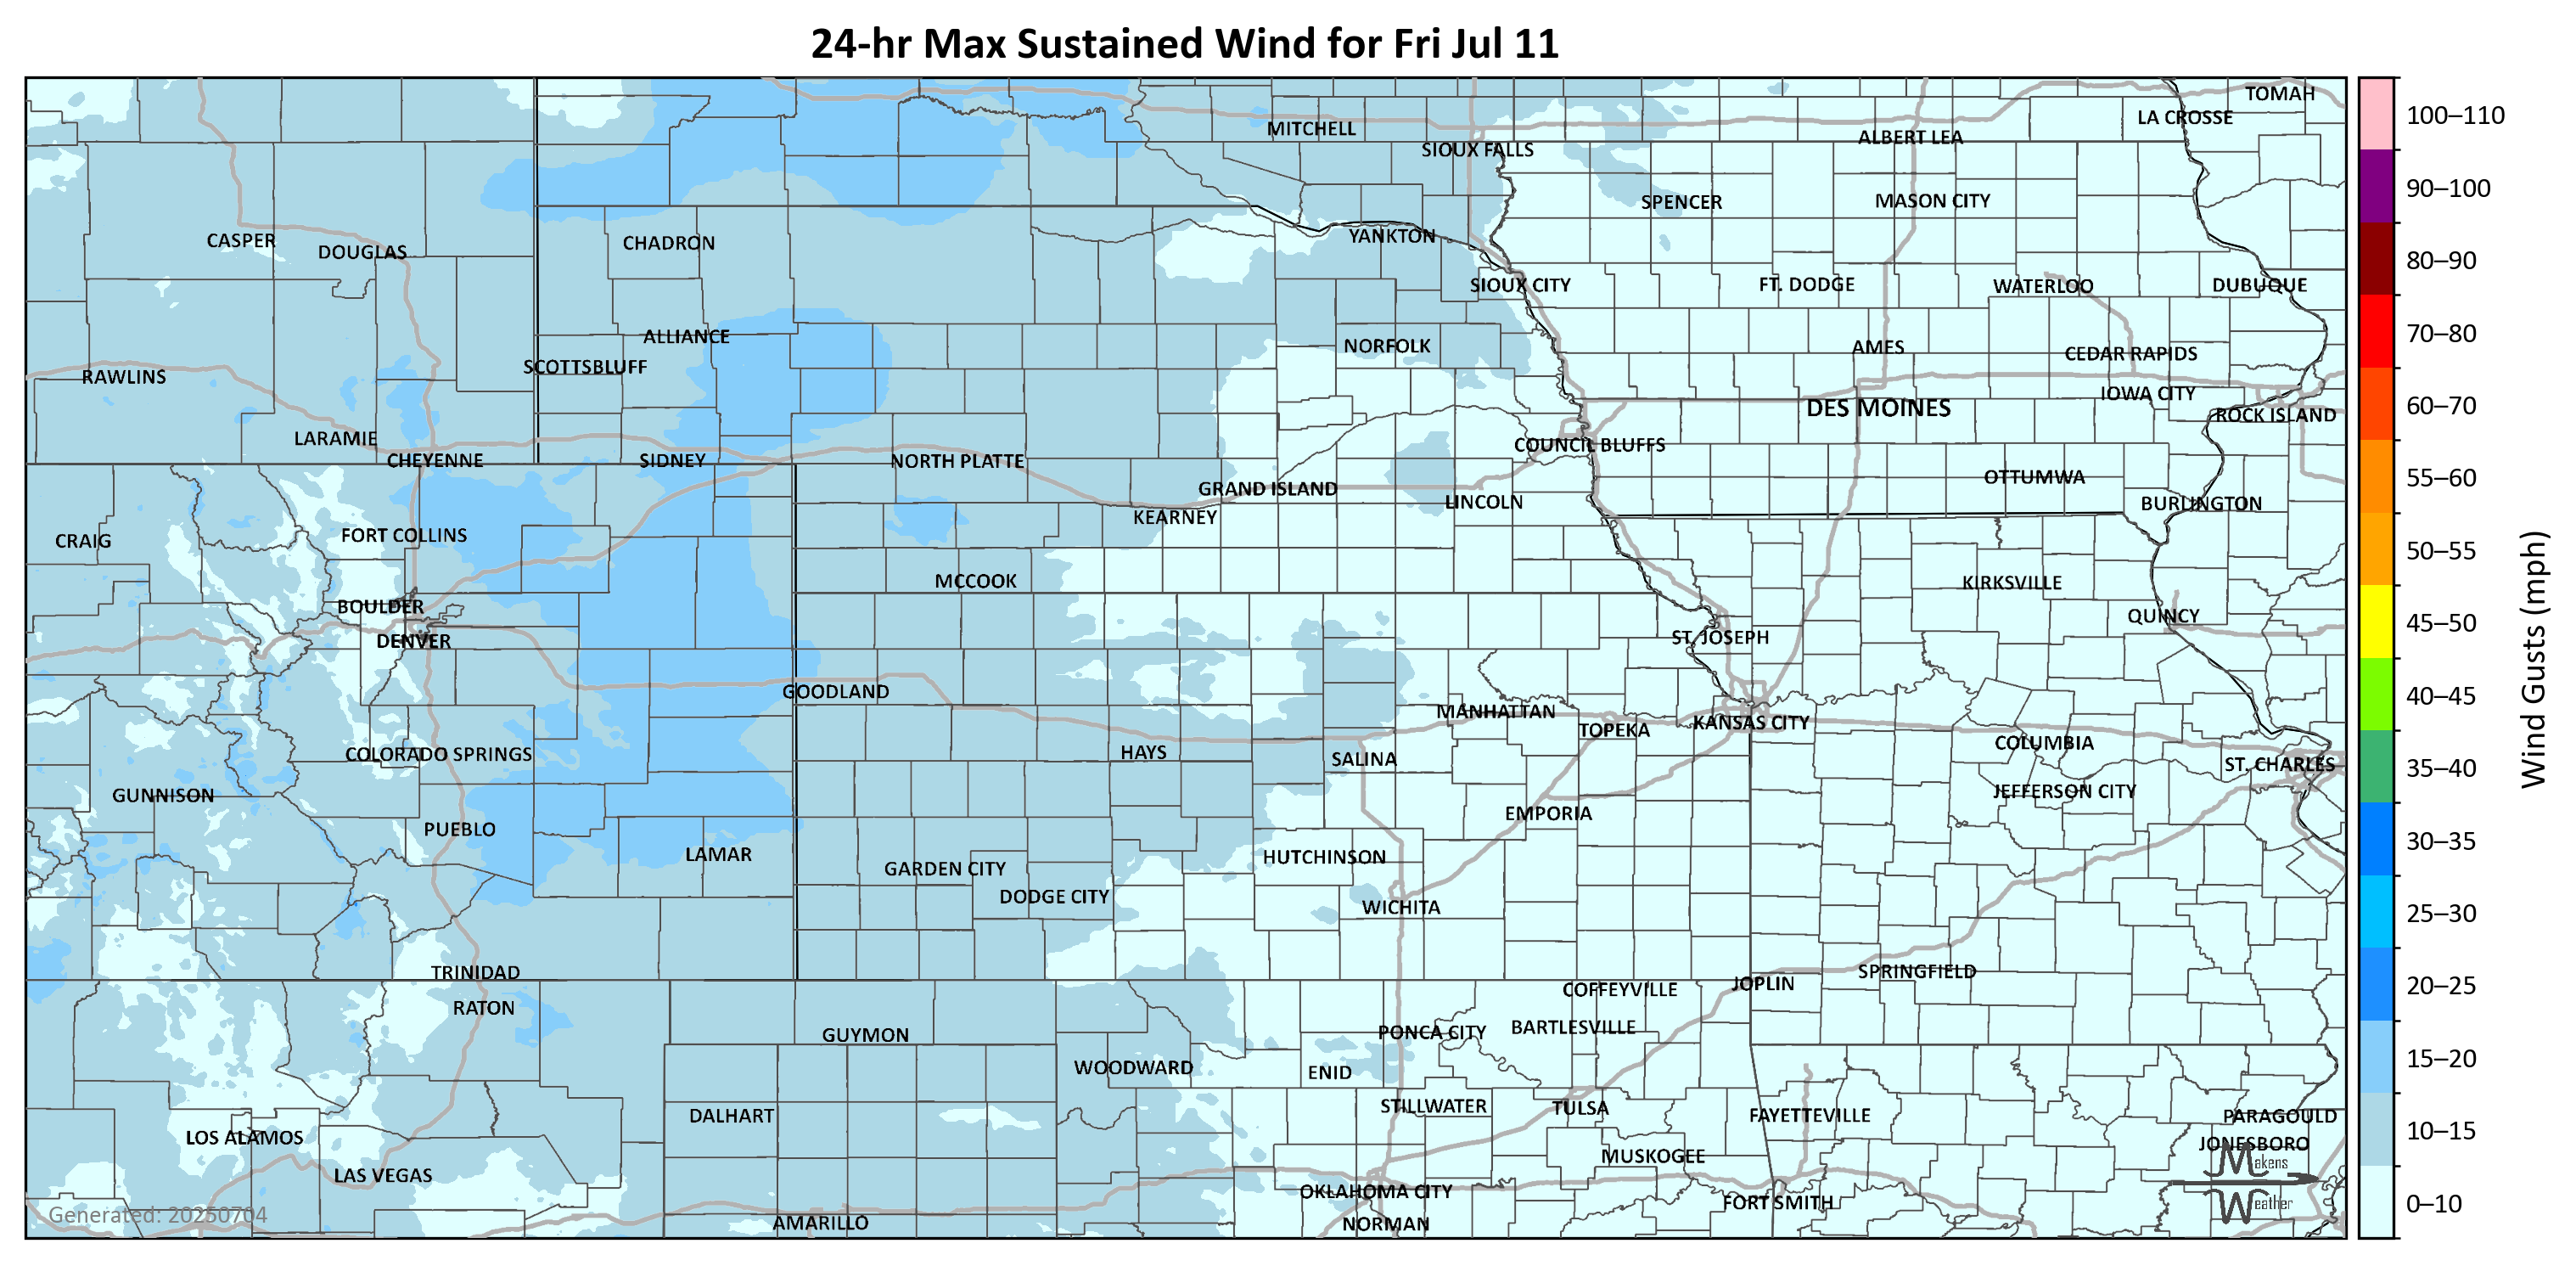 24-hr Max Sustained Wind for Fri Jul 11
TOMAH
LA CROSSE
MITCHELL
ALBERT LEA
SIOUX FALLS
SPENCER
MASON CITY
CASPER
DOUGLAS
CHADRON
YANKTON
SIOUX CITY
FT. DODGE
WATERLOO
DUBUQUE
ALLIANCE
NORFOLK
AMES
CEDAR RAPIDS
SCOTTSBLUFF
RAWLINS
IOWA CITY
DES MOINES
ROCK ISLAND
LARAMIE
COUNCIL BLUFFS
CHEYENNE
SIDNEY
NORTH PLATTE
OTTUMWA
GRAND ISLAND
LINCOLN
BURLINGTON
KEARNEY
FORT COLLINS
CRAIG
MCCOOK
KIRKSVILLE
BOULDER
QUINCY
DENVER
ST. JOSEPH
GOODLAND
MANHATTAN
KANSAS CITY
TOPEKA
COLORADO SPRINGS
HAYS
SALINA
COLUMBIA
ST. CHARLES
GUNNISON
JEFFERSON CITY
EMPORIA
PUEBLO
LAMAR
HUTCHINSON
GARDEN CITY
DODGE CITY
WICHITA
TRINIDAD
SPRINGFIELD
JOPLIN
COFFEYVILLE
RATON
GUYMON
PONCA CITY
BARTLESVILLE
WOODWARD
ENID
DALHART
STILLWATER
TULSA
FAYETTEVILLE
PARAGOULD
LOS ALAMOS
JONESBORO
MUSKOGEE
LAS VEGAS
OKLAHOMA CITY
FORT SMITH
AMARILLO
NORMAN
Generated: 20250704
Makens
Weather
100–110
90–100
80–90
70–80
60–70
55–60
50–55
45–50
40–45
35–40
30–35
25–30
20–25
15–20
10–15
0–10
Wind Gusts (mph)